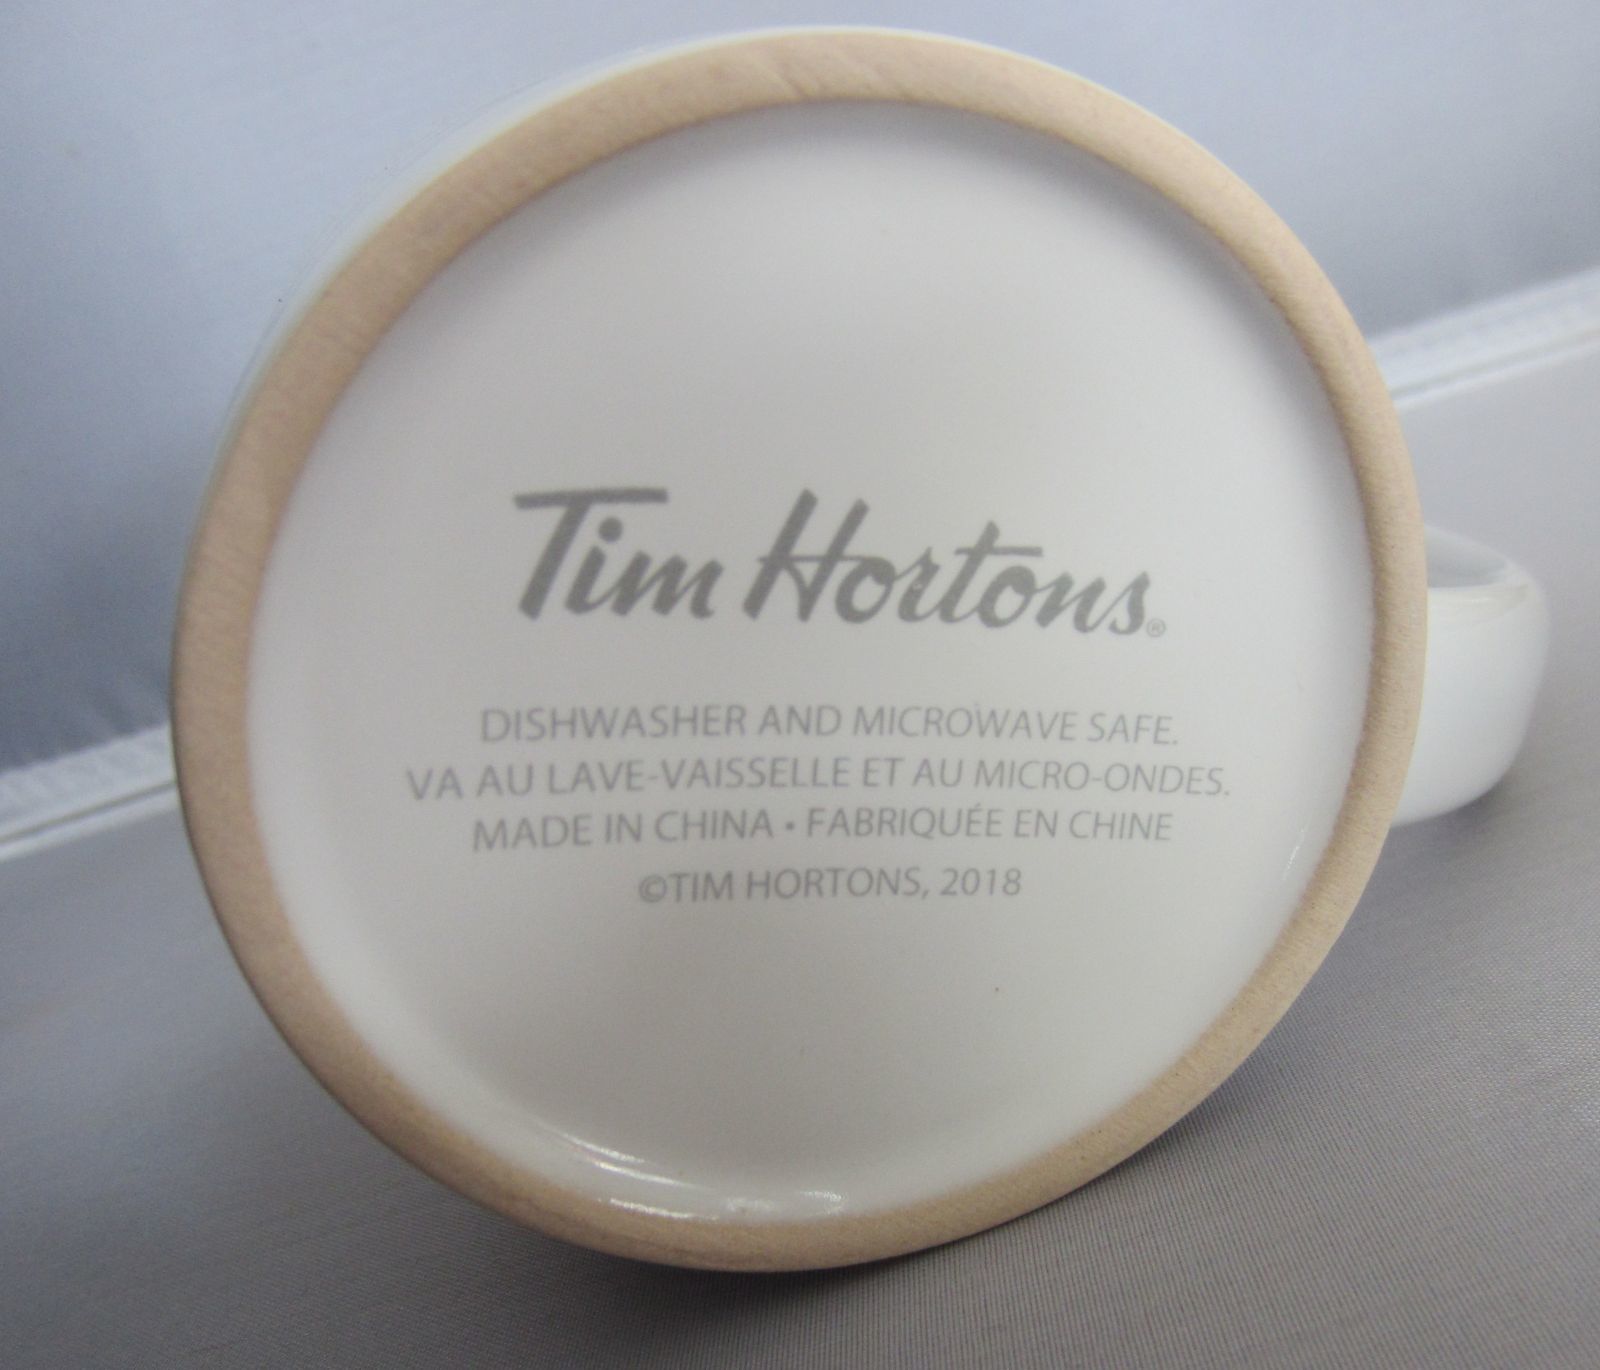 Tim Hortons®
DISHWASHER AND MICROWAVE SAFE.
VA AU LAVE-VAISSELLE ET AU MICRO-ONDES.
MADE IN CHINA • FABRIQUÉE EN CHINE
©TIM HORTONS, 2018